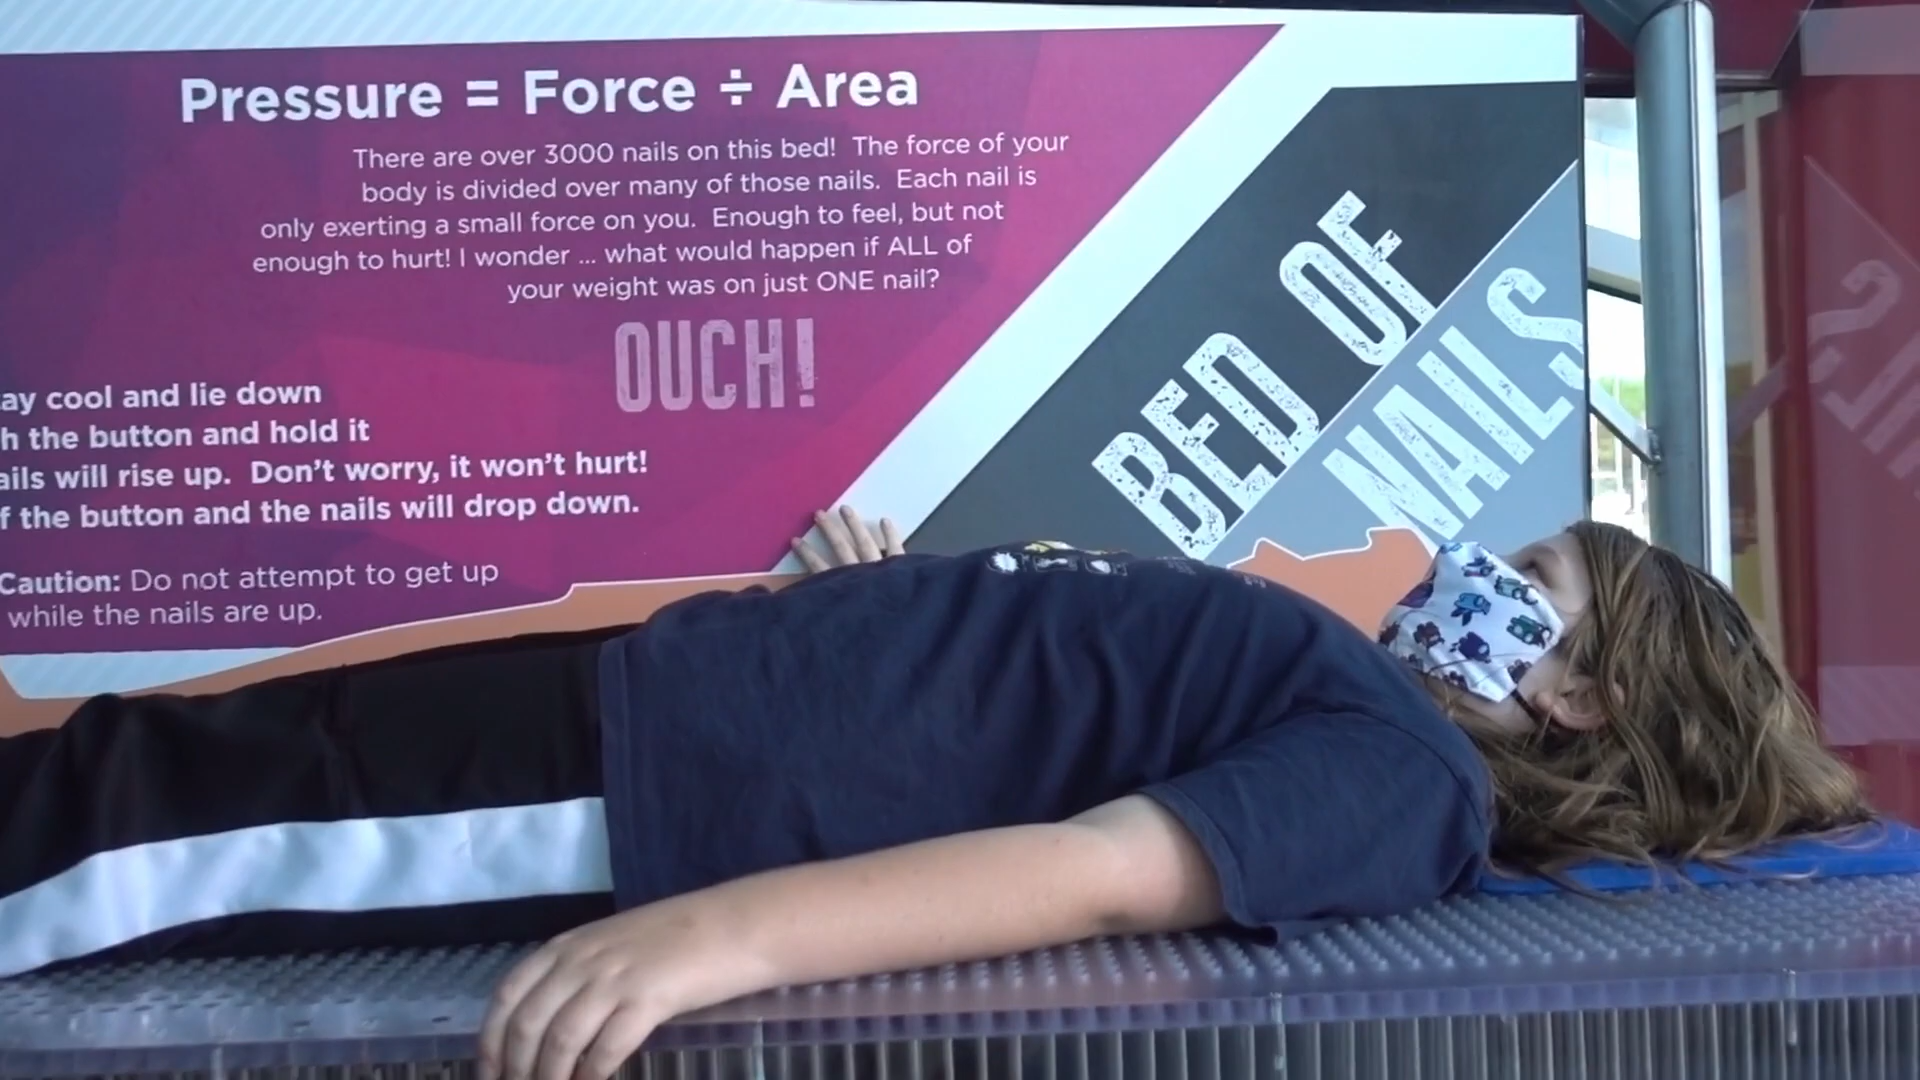 Pressure = Force ÷ Area
There are over 3000 nails on this bed! The force of your
body is divided over many of those nails. Each nail is
only exerting a small force on you. Enough to feel, but not
enough to hurt! I wonder ... what would happen if ALL of
your weight was on just ONE nail?
OUCH!
ay cool and lie down
h the button and hold it
ails will rise up. Don't worry, it won't hurt!
f the button and the nails will drop down.
Caution: Do not attempt to get up
while the nails are up.
BED OF
NAILS